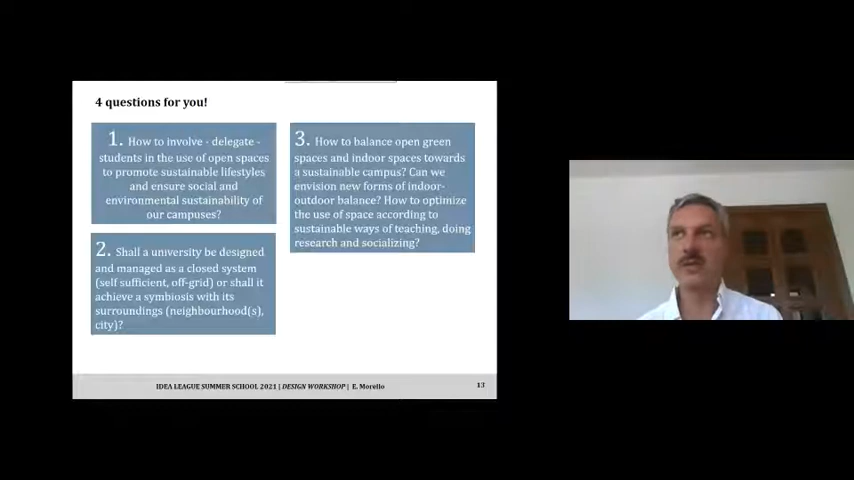 4 questions for you!
1. How to involve - delegate -
students in the use of open spaces
to promote sustainable lifestyles
and ensure social and
environmental sustainability of
our campuses?
2. Shall a university be designed
and managed as a closed system
(self sufficient, off-grid) or shall it
achieve a symbiosis with its
surroundings (neighbourhood(s),
city)?
3. How to balance open green
spaces and indoor spaces towards
a sustainable campus? Can we
envision new forms of indoor-
outdoor balance? How to optimize
the use of space according to
sustainable ways of teaching, doing
research and socializing?
IDEA LEAGUE SUMMER SCHOOL 2021 | DESIGN WORKSHOP | E. Morello
13